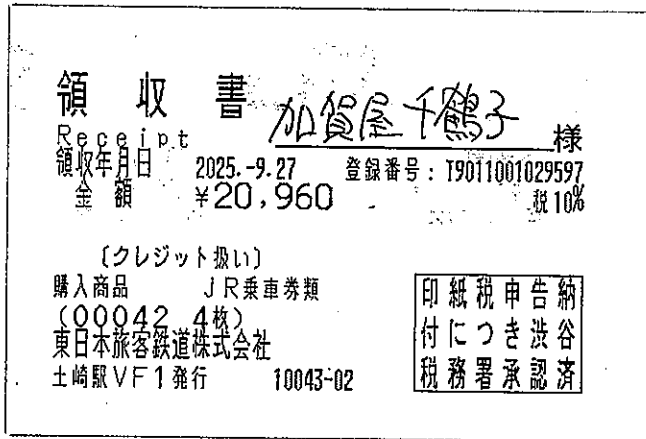 領収書 加賀屋千鶴子 様
Receipt
領収年月日 2025.-9.27 登録番号：T9011001029597
金額 ¥20,960 税10%
（クレジット扱い）
購入商品 JR乗車券類
（00042 4枚）
東日本旅客鉄道株式会社
土崎駅VF1発行 10043-02
印紙税申告納
付につき渋谷
税務署承認済